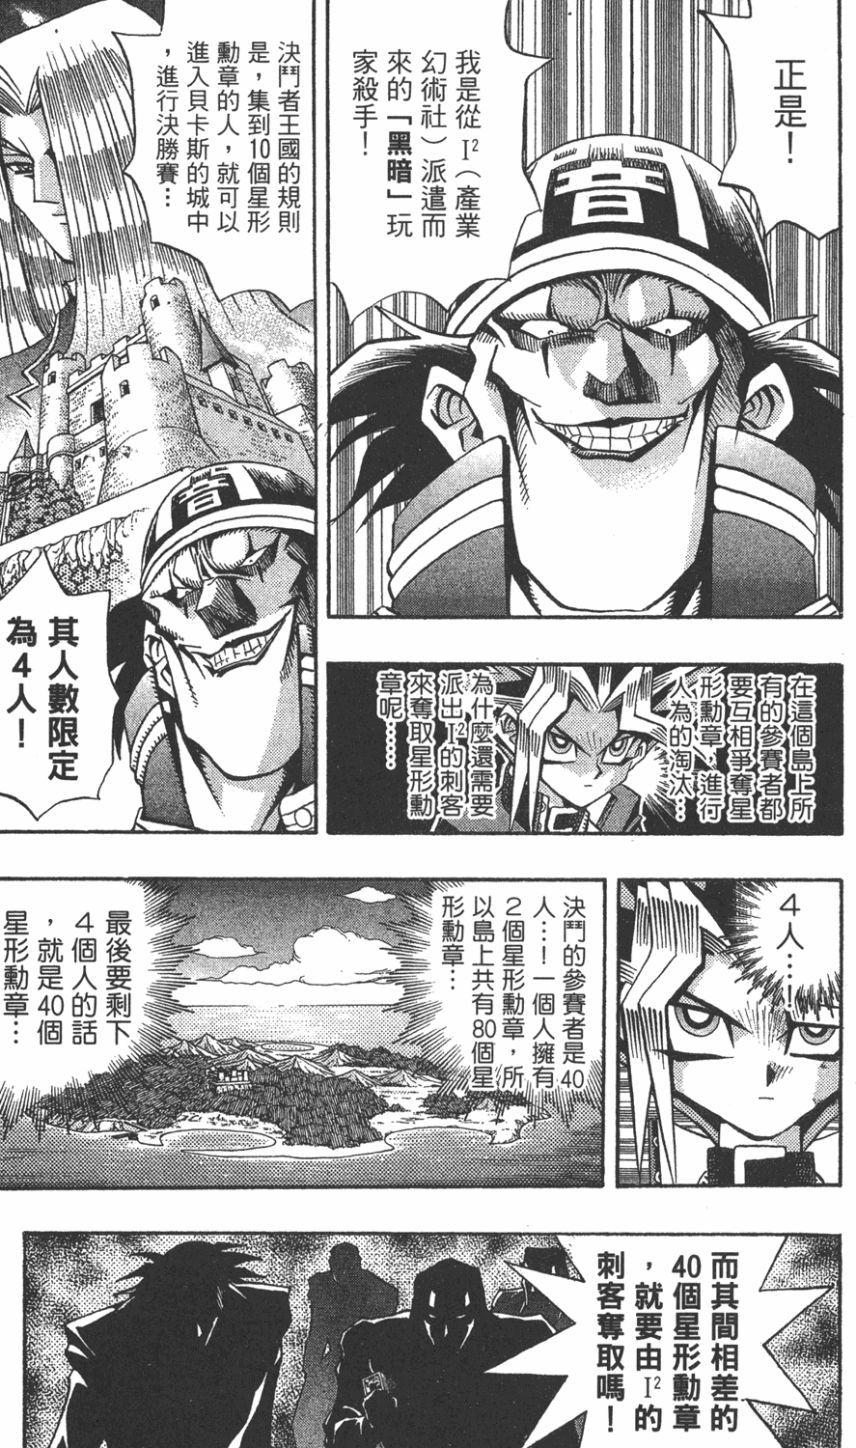 正是！
我是從I²（產業
幻術社）派遣而
來的「黑暗」玩
家殺手！
音
決鬥者王國的規則
是，集到10個星形
勳章的人，就可以
進入貝卡斯的城中
，進行決勝賽…
音
其人數限定
為4人！
在這個島上所
有的參賽者都
要互相爭奪星
形勳章，進行
人為的淘汰…
為什麼還需要
派出I²的刺客
來奪取星形勳
章呢……
4人…！
決鬥的參賽者是40
人…！一個人擁有
2個星形勳章，所
以島上共有80個星
形勳章…
最後要剩下
4個人的話
，就是40個
星形勳章…
而其間相差的
40個星形勳章
，就要由I²的
刺客奪取嗎！